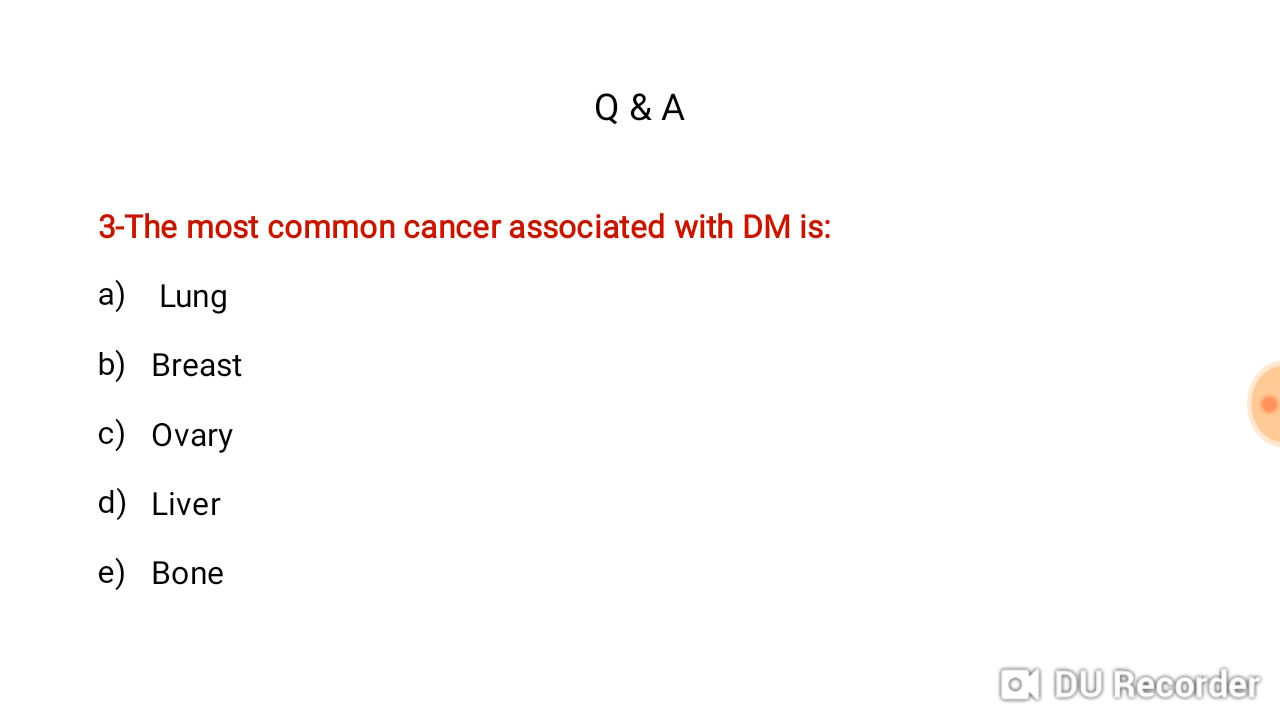 Q & A
3-The most common cancer associated with DM is:
a) Lung
b) Breast
c) Ovary
d) Liver
e) Bone
DU Recorder